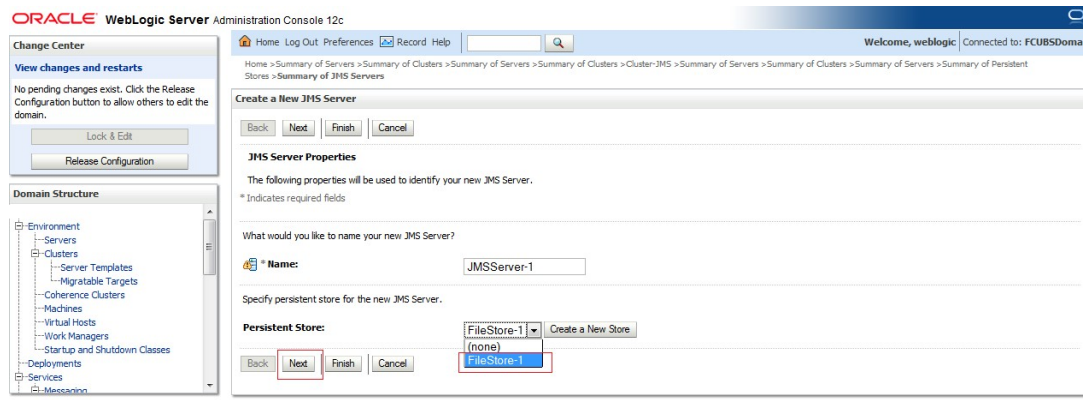 ORACLE WebLogic Server Administration Console 12c
Change Center
View changes and restarts
No pending changes exist. Click the Release
Configuration button to allow others to edit the
domain.
Lock & Edit
Release Configuration
Domain Structure
Environment
Servers
Clusters
Server Templates
Migratable Targets
Coherence Clusters
Machines
Virtual Hosts
Work Managers
Startup and Shutdown Classes
Deployments
Services
Messaging
Home Log Out Preferences Record Help
Welcome, weblogic Connected to: FCUBSDoma
Home >Summary of Servers >Summary of Clusters >Summary of Servers >Summary of Clusters >Cluster-JMS >Summary of Servers >Summary of Clusters >Summary of Servers >Summary of Persistent
Stores >Summary of JMS Servers
Create a New JMS Server
Back Next Finish Cancel
JMS Server Properties
The following properties will be used to identify your new JMS Server.
* Indicates required fields
What would you like to name your new JMS Server?
* Name: JMSServer-1
Specify persistent store for the new JMS Server.
Persistent Store: FileStore-1 Create a New Store
(none)
FileStore-1
Back Next Finish Cancel